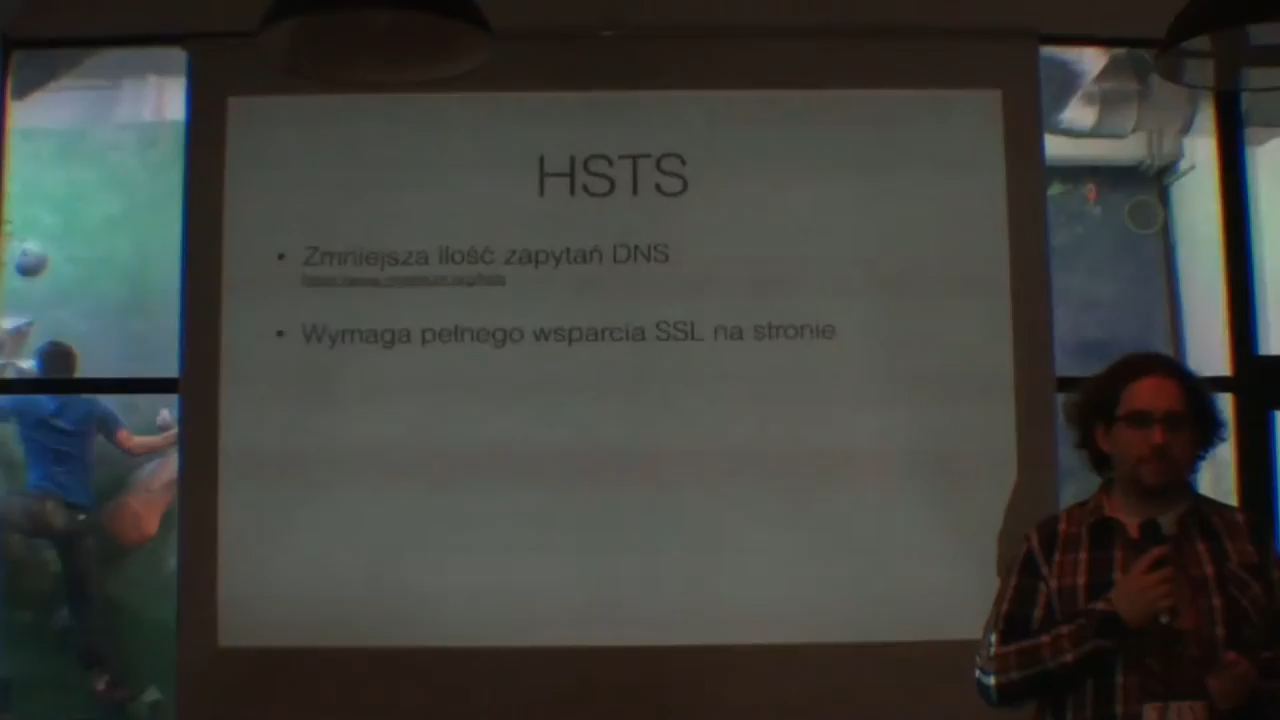 HSTS
• Zmniejsza ilość zapytań DNS
• Wymaga pełnego wsparcia SSL na stronie